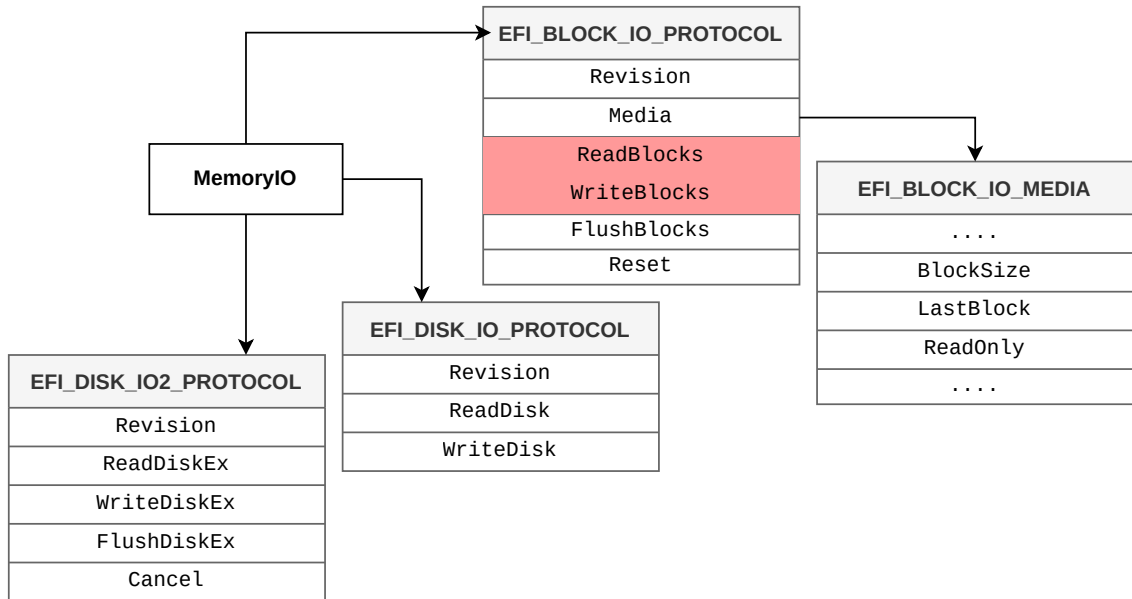 EFI_BLOCK_IO_PROTOCOL
Revision
Media
ReadBlocks
WriteBlocks
FlushBlocks
Reset
MemoryIO
EFI_BLOCK_IO_MEDIA
....
BlockSize
LastBlock
ReadOnly
....
EFI_DISK_IO_PROTOCOL
Revision
ReadDisk
WriteDisk
EFI_DISK_IO2_PROTOCOL
Revision
ReadDiskEx
WriteDiskEx
FlushDiskEx
Cancel